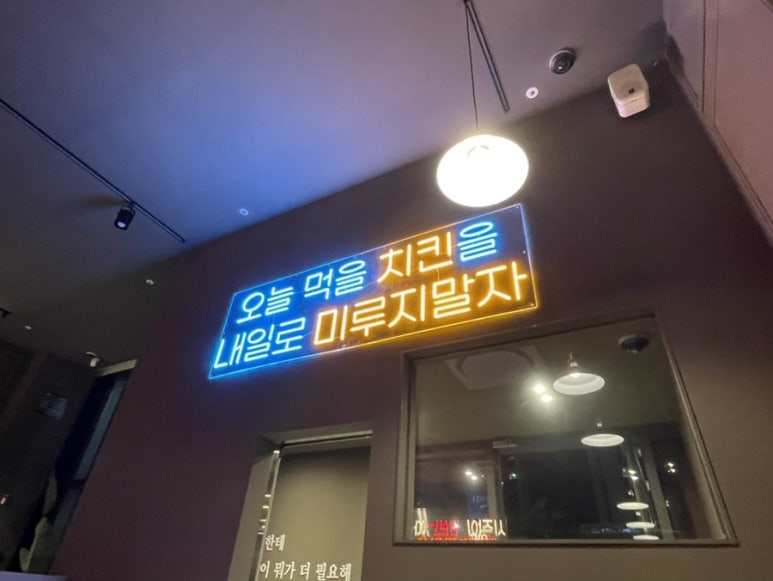 오늘 먹을 치킨을
내일로 미루지말자
한테
이 뭐가 더 필요해